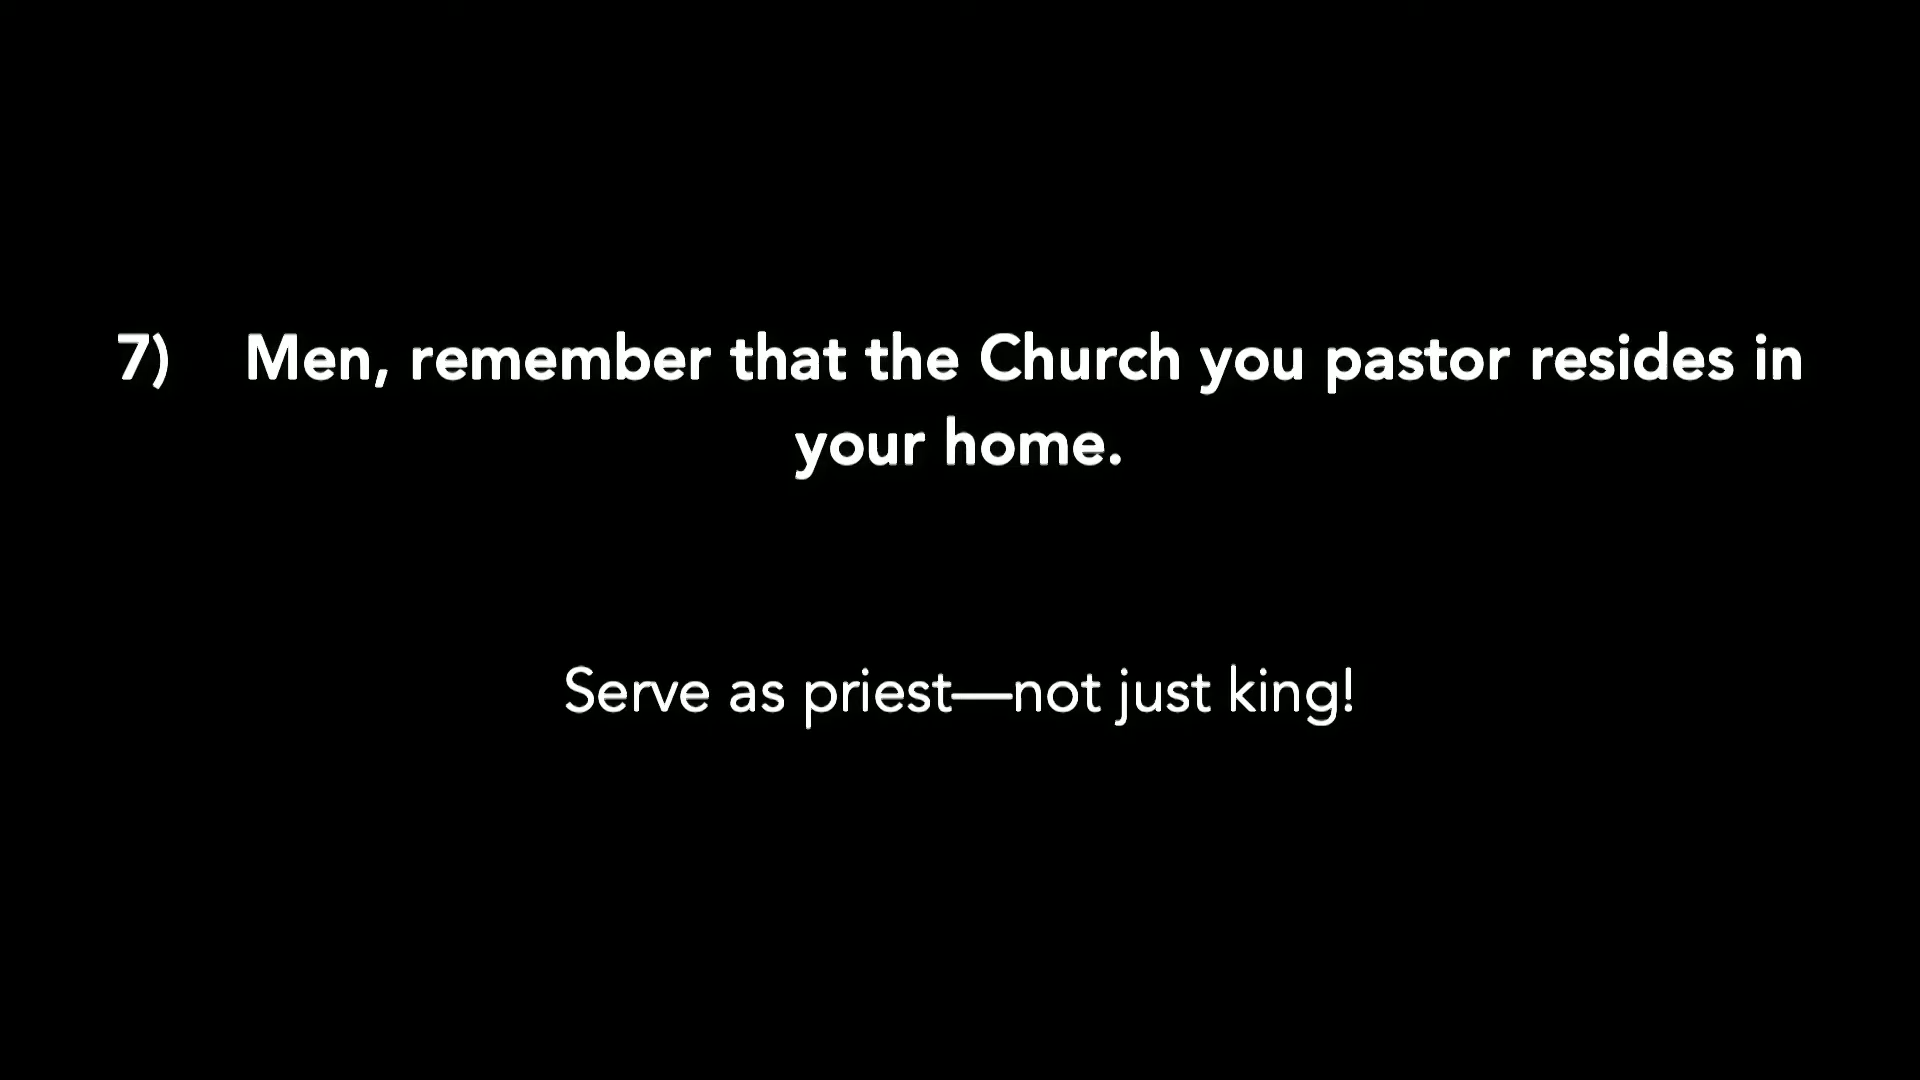 7) Men, remember that the Church you pastor resides in
your home.
Serve as priest—not just king!